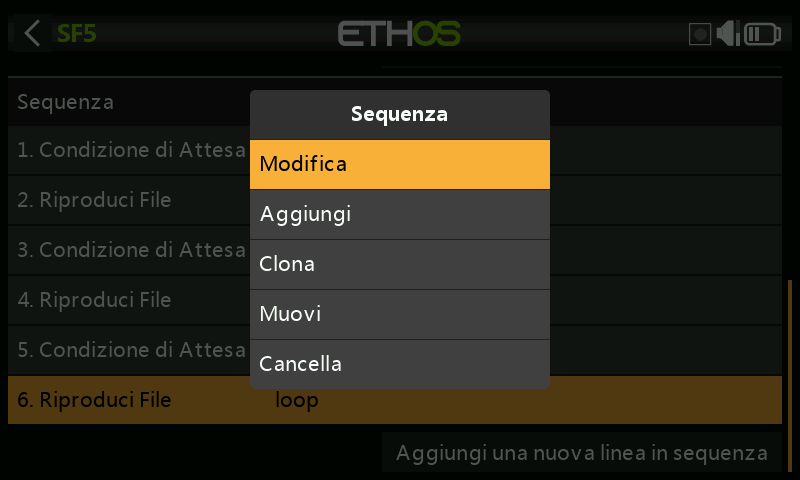 SF5
ETHOS
Sequenza
Sequenza
1. Condizione di Attesa
Modifica
2. Riproduci File
Aggiungi
3. Condizione di Attesa
Clona
4. Riproduci File
Muovi
5. Condizione di Attesa
Cancella
6. Riproduci File loop
Aggiungi una nuova linea in sequenza